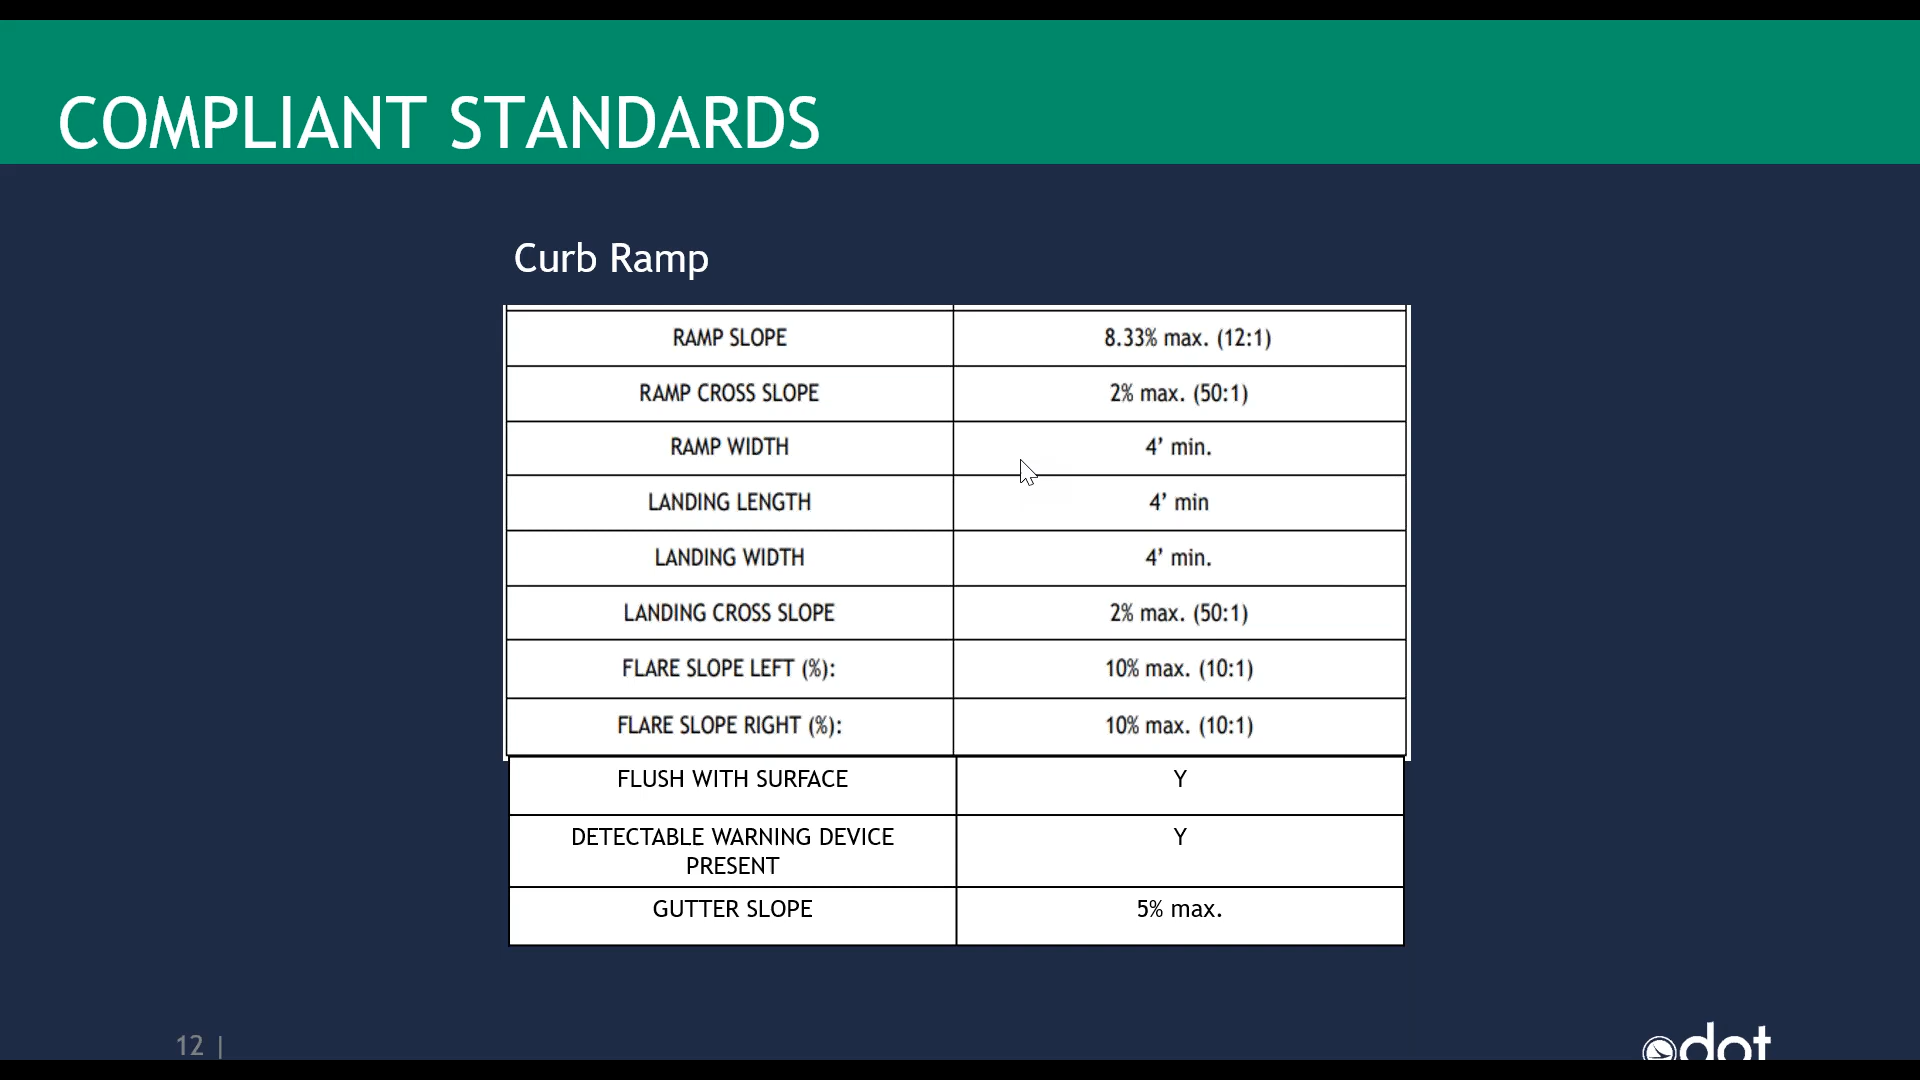 COMPLIANT STANDARDS
Curb Ramp
RAMP SLOPE 8.33% max. (12:1)
RAMP CROSS SLOPE 2% max. (50:1)
RAMP WIDTH 4’ min.
LANDING LENGTH 4’ min
LANDING WIDTH 4’ min.
LANDING CROSS SLOPE 2% max. (50:1)
FLARE SLOPE LEFT (%): 10% max. (10:1)
FLARE SLOPE RIGHT (%): 10% max. (10:1)
FLUSH WITH SURFACE Y
DETECTABLE WARNING DEVICE
PRESENT Y
GUTTER SLOPE 5% max.
12 |
odot